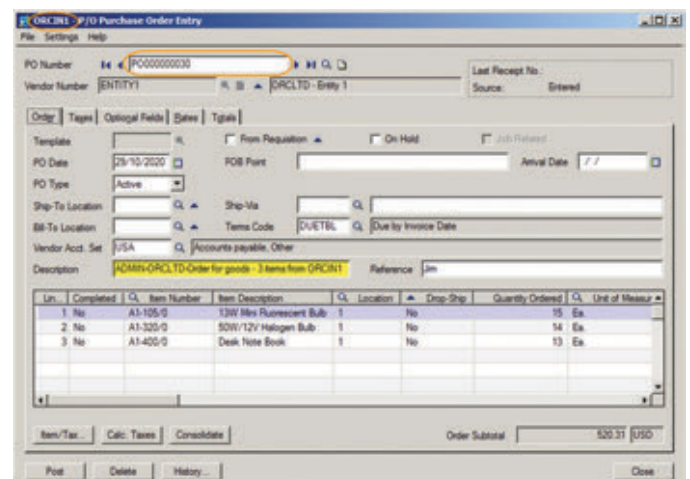 ORCIN1 - P/O Purchase Order Entry
File Settings Help
PO Number PO000000030 Last Receipt No.:
Vendor Number ENTITY1 ORCLTD - Entity 1 Source: Entered
Order Taxes Optional Fields Rates Totals
Template From Requisition On Hold Job Related
PO Date 29/10/2020 FOB Point Arrival Date / /
PO Type Active
Ship-To Location Ship-Via
Bill-To Location Terms Code DUETBL Due by Invoice Date
Vendor Acct. Set USA Accounts payable, Other
Description ADMIN-ORCLTD-Order for goods - 3 items from ORCIN1 Reference Jim
Lin... Completed Item Number Item Description Location Drop-Ship Quantity Ordered Unit of Measur
1 No A1-105/0 13W Mini Fluorescent Bulb 1 No 15 Ea.
2 No A1-320/0 50W/12V Halogen Bulb 1 No 14 Ea.
3 No A1-400/0 Desk Note Book 1 No 13 Ea.
Item/Tax... Calc. Taxes Consolidate Order Subtotal 520.31 USD
Post Delete History... Close